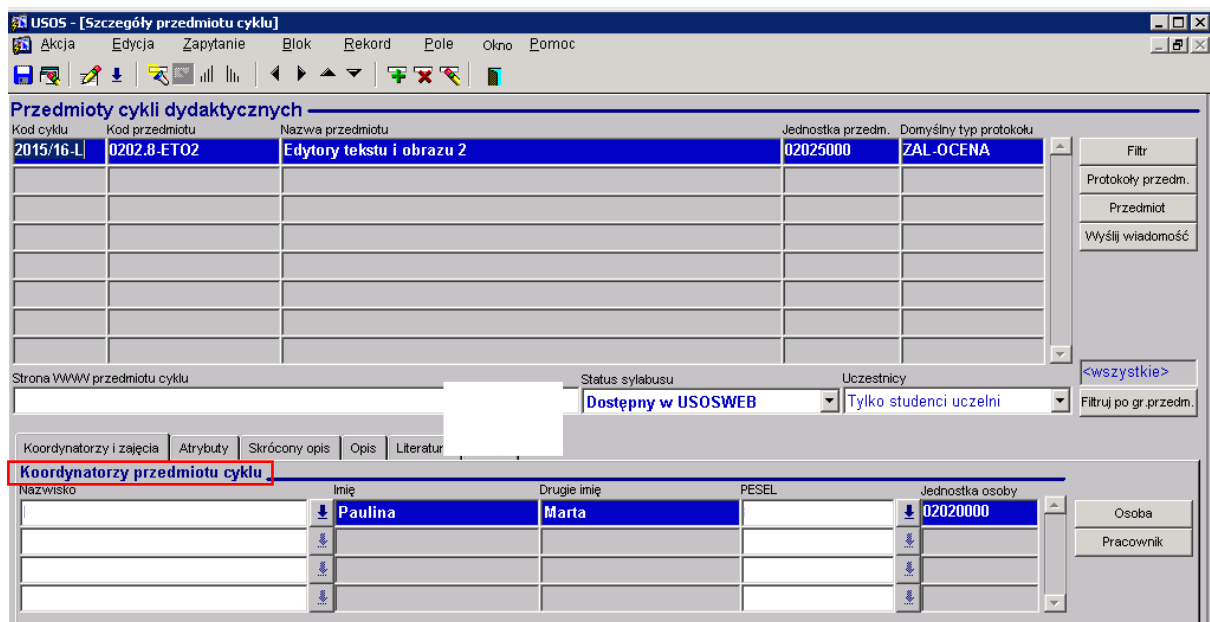 USOS - [Szczegóły przedmiotu cyklu]
Akcja Edycja Zapytanie Blok Rekord Pole Okno Pomoc
Przedmioty cykli dydaktycznych
Kod cyklu Kod przedmiotu Nazwa przedmiotu Jednostka przedm. Domyślny typ protokołu
2015/16-L 0202.8-ETO2 Edytory tekstu i obrazu 2 02025000 ZAL-OCENA
Filtr
Protokoły przedm.
Przedmiot
Wyślij wiadomość
<wszystkie>
Strona WWW przedmiotu cyklu Status sylabusu Uczestnicy
Dostępny w USOSWEB Tylko studenci uczelni Filtruj po gr.przedm.
Koordynatorzy i zajęcia Atrybuty Skrócony opis Opis Literatur
Koordynatorzy przedmiotu cyklu
Nazwisko Imię Drugie imię PESEL Jednostka osoby
Paulina Marta 02020000 Osoba
Pracownik